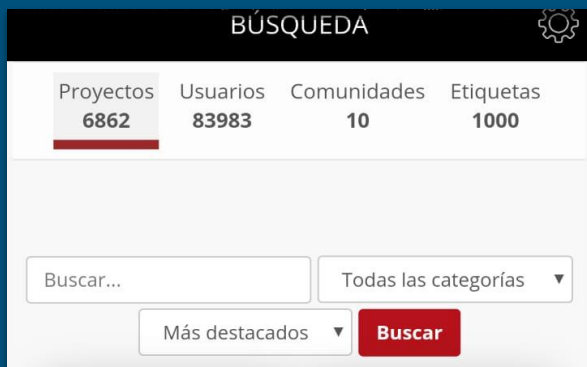 BÚSQUEDA
Proyectos Usuarios Comunidades Etiquetas
6862 83983 10 1000
Buscar... Todas las categorías
Más destacados Buscar